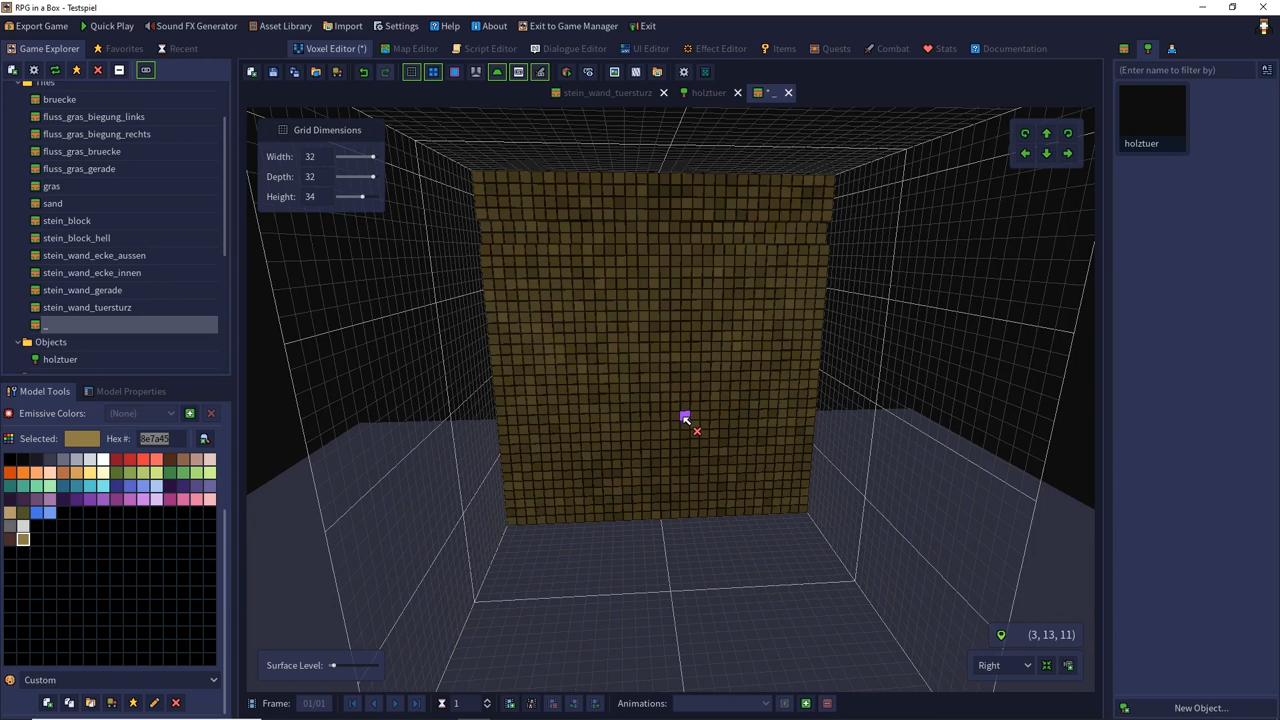 RPG in a Box - Testspiel
Export Game Quick Play Sound FX Generator Asset Library Import Settings Help About Exit to Game Manager Exit
Game Explorer Favorites Recent Voxel Editor (*) Map Editor Script Editor Dialogue Editor UI Editor Effect Editor Items Quests Combat Stats Documentation
(Enter name to filter by)
Tiles
bruecke
fluss_gras_biegung_links
fluss_gras_biegung_rechts
fluss_gras_bruecke
fluss_gras_gerade
gras
sand
stein_block
stein_block_hell
stein_wand_ecke_aussen
stein_wand_ecke_innen
stein_wand_gerade
stein_wand_tuersturz
_
Objects
holztuer
Model Tools Model Properties
Emissive Colors: (None)
Selected: Hex #: 8e7a45
Custom
stein_wand_tuersturz holztuer * _
Grid Dimensions
Width: 32
Depth: 32
Height: 34
Surface Level:
(3, 13, 11)
Right
Frame: 01/01 1 Animations:
holztuer
New Object...